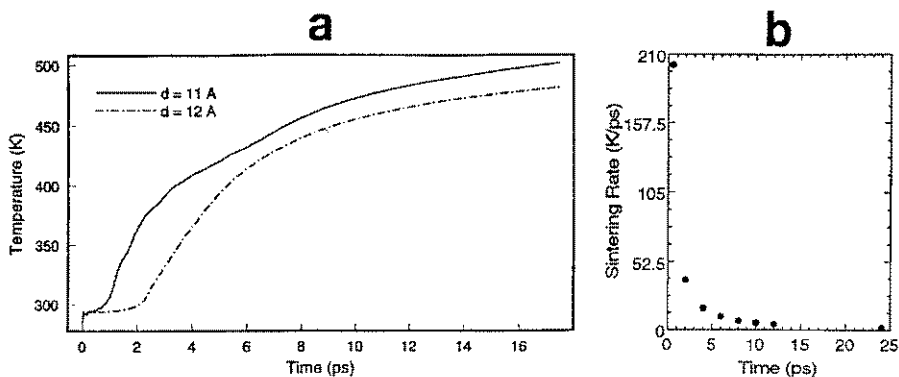 a
500
450
400
350
300
Temperature (K)
d = 11 A
d = 12 A
0 2 4 6 8 10 12 14 16
Time (ps)
b
210
157.5
105
52.5
0
Sintering Rate (K/ps)
0 5 10 15 20 25
Time (ps)